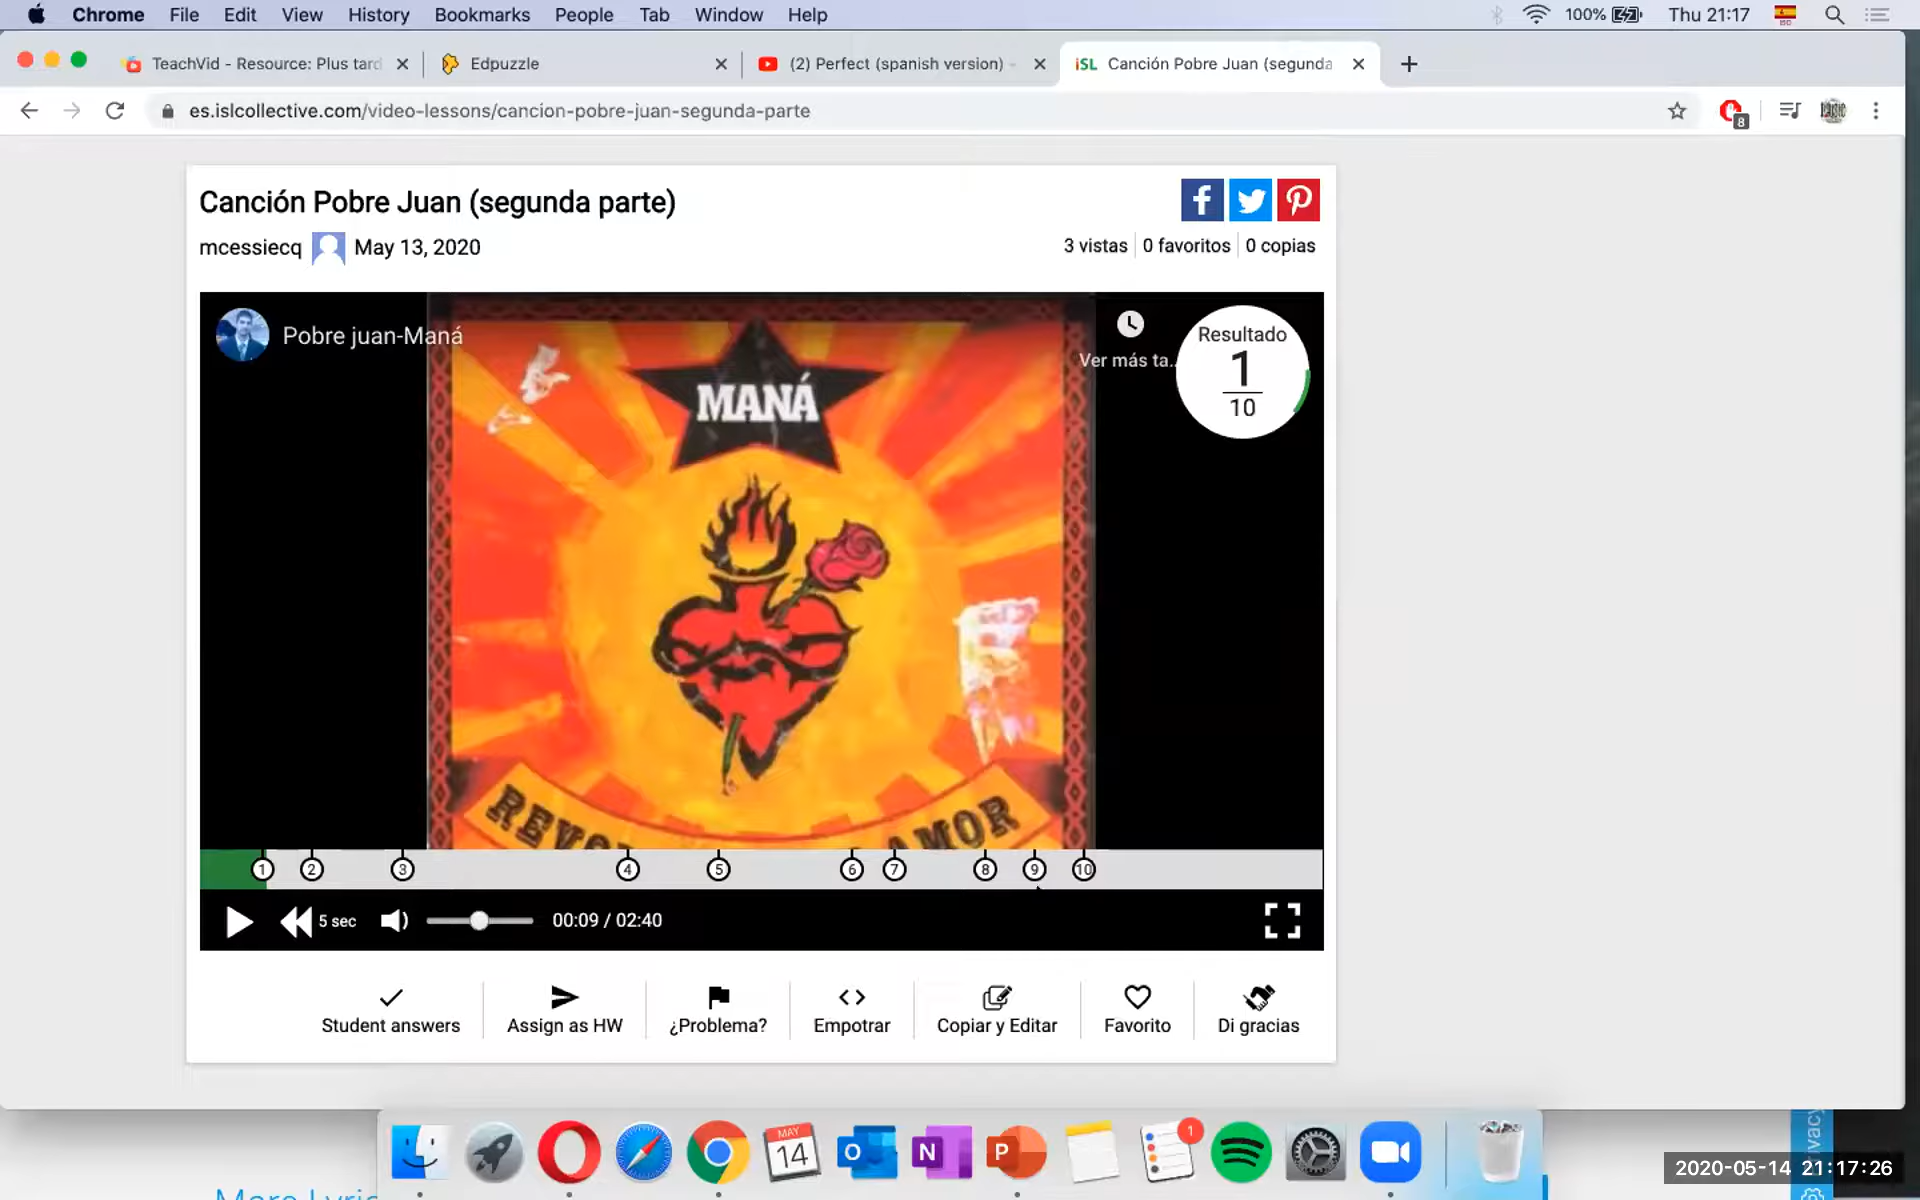 Chrome File Edit View History Bookmarks People Tab Window Help 100% Thu 21:17 ISO
TeachVid - Resource: Plus tard Edpuzzle (2) Perfect (spanish version) - iSL Canción Pobre Juan (segunda
es.islcollective.com/video-lessons/cancion-pobre-juan-segunda-parte 8
Canción Pobre Juan (segunda parte)
mcessiecq May 13, 2020 3 vistas 0 favoritos 0 copias
Pobre juan-Maná
Ver más ta...
Resultado
1
10
MANÁ
AMOR
1 2 3 4 5 6 7 8 9 10
5 sec 00:09 / 02:40
Student answers Assign as HW ¿Problema? Empotrar Copiar y Editar Favorito Di gracias
MAY
14
O N P 1
2020-05-14 21:17:26